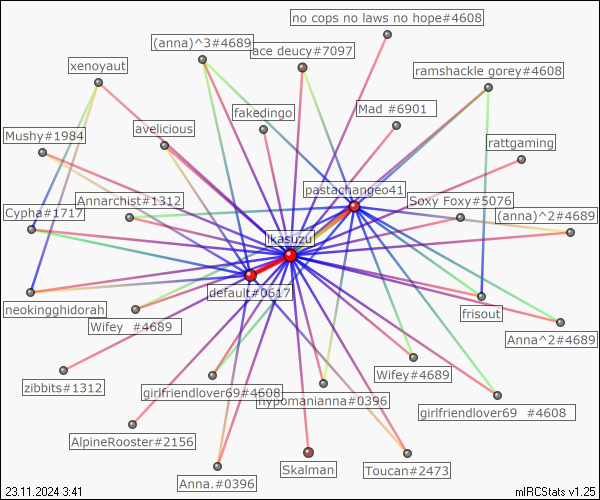 no cops no laws no hope#4608
(anna)^3#4689
ace deucy#7097
xenoyaut
ramshackle gorey#4608
fakedingo
Mad #6901
Mushy#1984
avelicious
rattgaming
pastachangeo41
Annarchist#1312
Soxy Foxy#5076
Cypha#1717
(anna)^2#4689
ikasuzu
default#0617
neokingghidorah
Wifey #4689
frisout
Anna^2#4689
zibbits#1312
girlfriendlover69#4608
hypomanianna#0396
Wifey#4689
girlfriendlover69 #4608
AlpineRooster#2156
Anna.#0396
Skalman
Toucan#2473
23.11.2024 3:41
mIRCStats v1.25